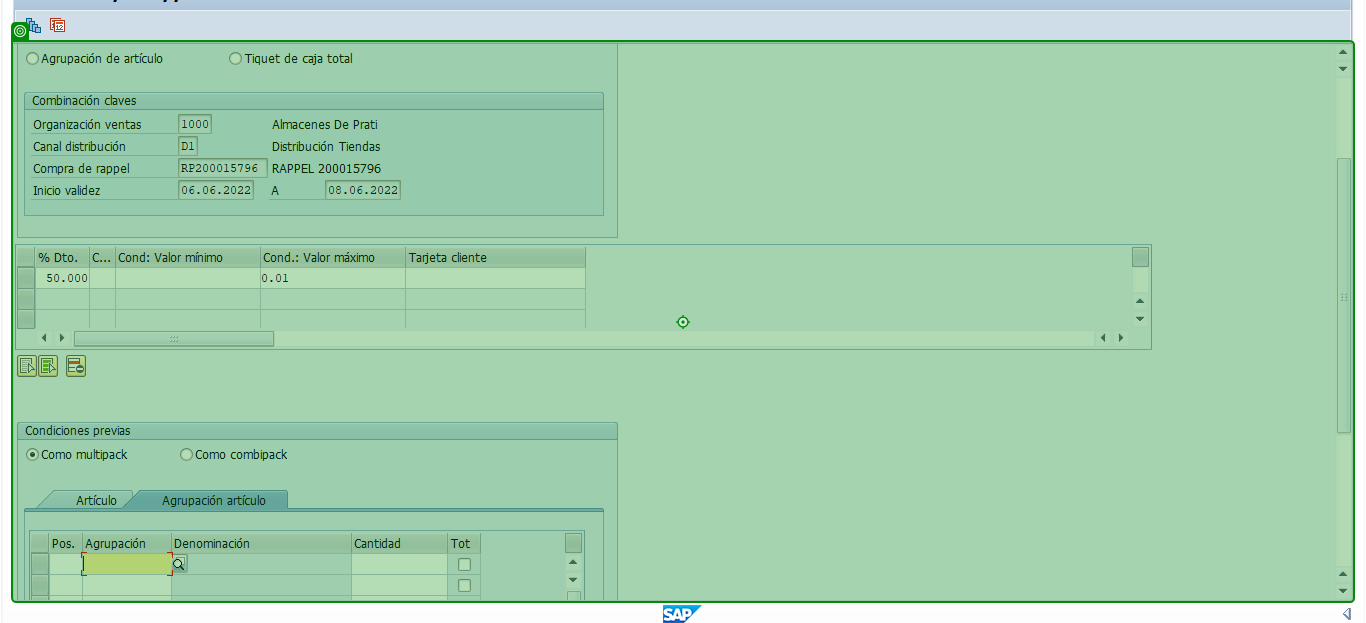 12
Agrupación de artículo Tiquet de caja total
Combinación claves
Organización ventas 1000 Almacenes De Prati
Canal distribución D1 Distribución Tiendas
Compra de rappel RP200015796 RAPPEL 200015796
Inicio validez 06.06.2022 A 08.06.2022
% Dto. C... Cond: Valor mínimo Cond.: Valor máximo Tarjeta cliente
50.000 0.01
Condiciones previas
Como multipack Como combipack
Artículo Agrupación artículo
Pos. Agrupación Denominación Cantidad Tot
SAP